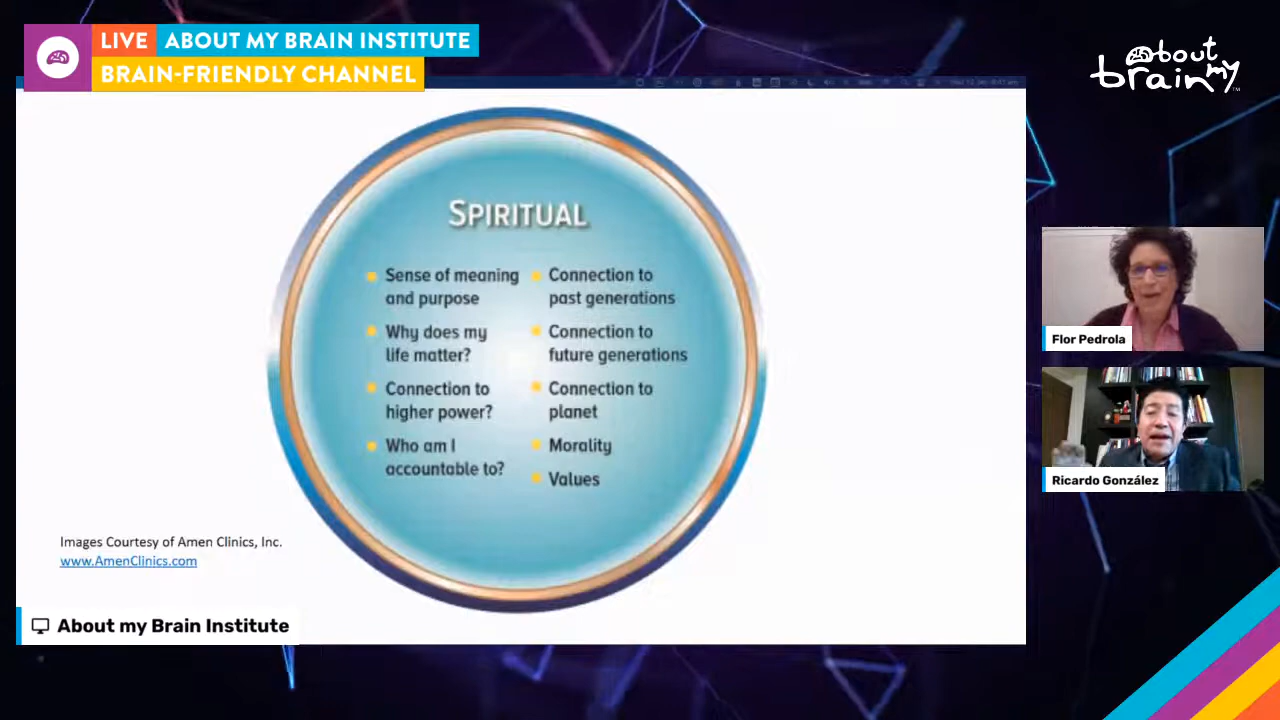 LIVE ABOUT MY BRAIN INSTITUTE
BRAIN-FRIENDLY CHANNEL
about
my
brain
TM
SPIRITUAL
Sense of meaning
and purpose
Why does my
life matter?
Connection to
higher power?
Who am I
accountable to?
Connection to
past generations
Connection to
future generations
Connection to
planet
Morality
Values
Images Courtesy of Amen Clinics, Inc.
www.AmenClinics.com
About my Brain Institute
Flor Pedrola
Ricardo González